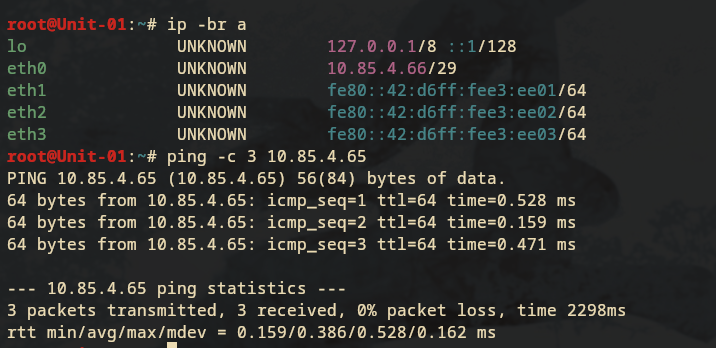 root@Unit-01:~# ip -br a
lo               UNKNOWN        127.0.0.1/8 ::1/128
eth0             UNKNOWN        10.85.4.66/29
eth1             UNKNOWN        fe80::42:d6ff:fee3:ee01/64
eth2             UNKNOWN        fe80::42:d6ff:fee3:ee02/64
eth3             UNKNOWN        fe80::42:d6ff:fee3:ee03/64
root@Unit-01:~# ping -c 3 10.85.4.65
PING 10.85.4.65 (10.85.4.65) 56(84) bytes of data.
64 bytes from 10.85.4.65: icmp_seq=1 ttl=64 time=0.528 ms
64 bytes from 10.85.4.65: icmp_seq=2 ttl=64 time=0.159 ms
64 bytes from 10.85.4.65: icmp_seq=3 ttl=64 time=0.471 ms

--- 10.85.4.65 ping statistics ---
3 packets transmitted, 3 received, 0% packet loss, time 2298ms
rtt min/avg/max/mdev = 0.159/0.386/0.528/0.162 ms